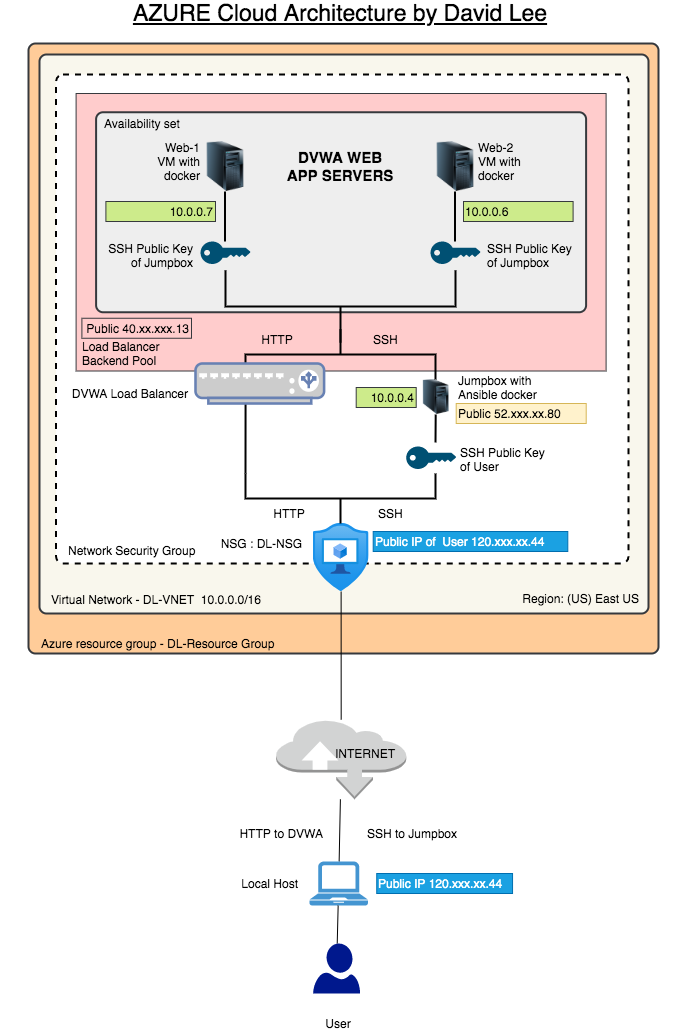 AZURE Cloud Architecture by David Lee
Availability set
Web-1
VM with
docker
DVWA WEB
APP SERVERS
Web-2
VM with
docker
10.0.0.7
10.0.0.6
SSH Public Key
of Jumpbox
SSH Public Key
of Jumpbox
Public 40.xx.xxx.13
HTTP
SSH
Load Balancer
Backend Pool
DVWA Load Balancer
10.0.0.4
Jumpbox with
Ansible docker
Public 52.xxx.xx.80
SSH Public Key
of User
HTTP
SSH
NSG : DL-NSG
Public IP of User 120.xxx.xx.44
Network Security Group
Virtual Network - DL-VNET 10.0.0.0/16
Region: (US) East US
Azure resource group - DL-Resource Group
INTERNET
HTTP to DVWA
SSH to Jumpbox
Local Host
Public IP 120.xxx.xx.44
User